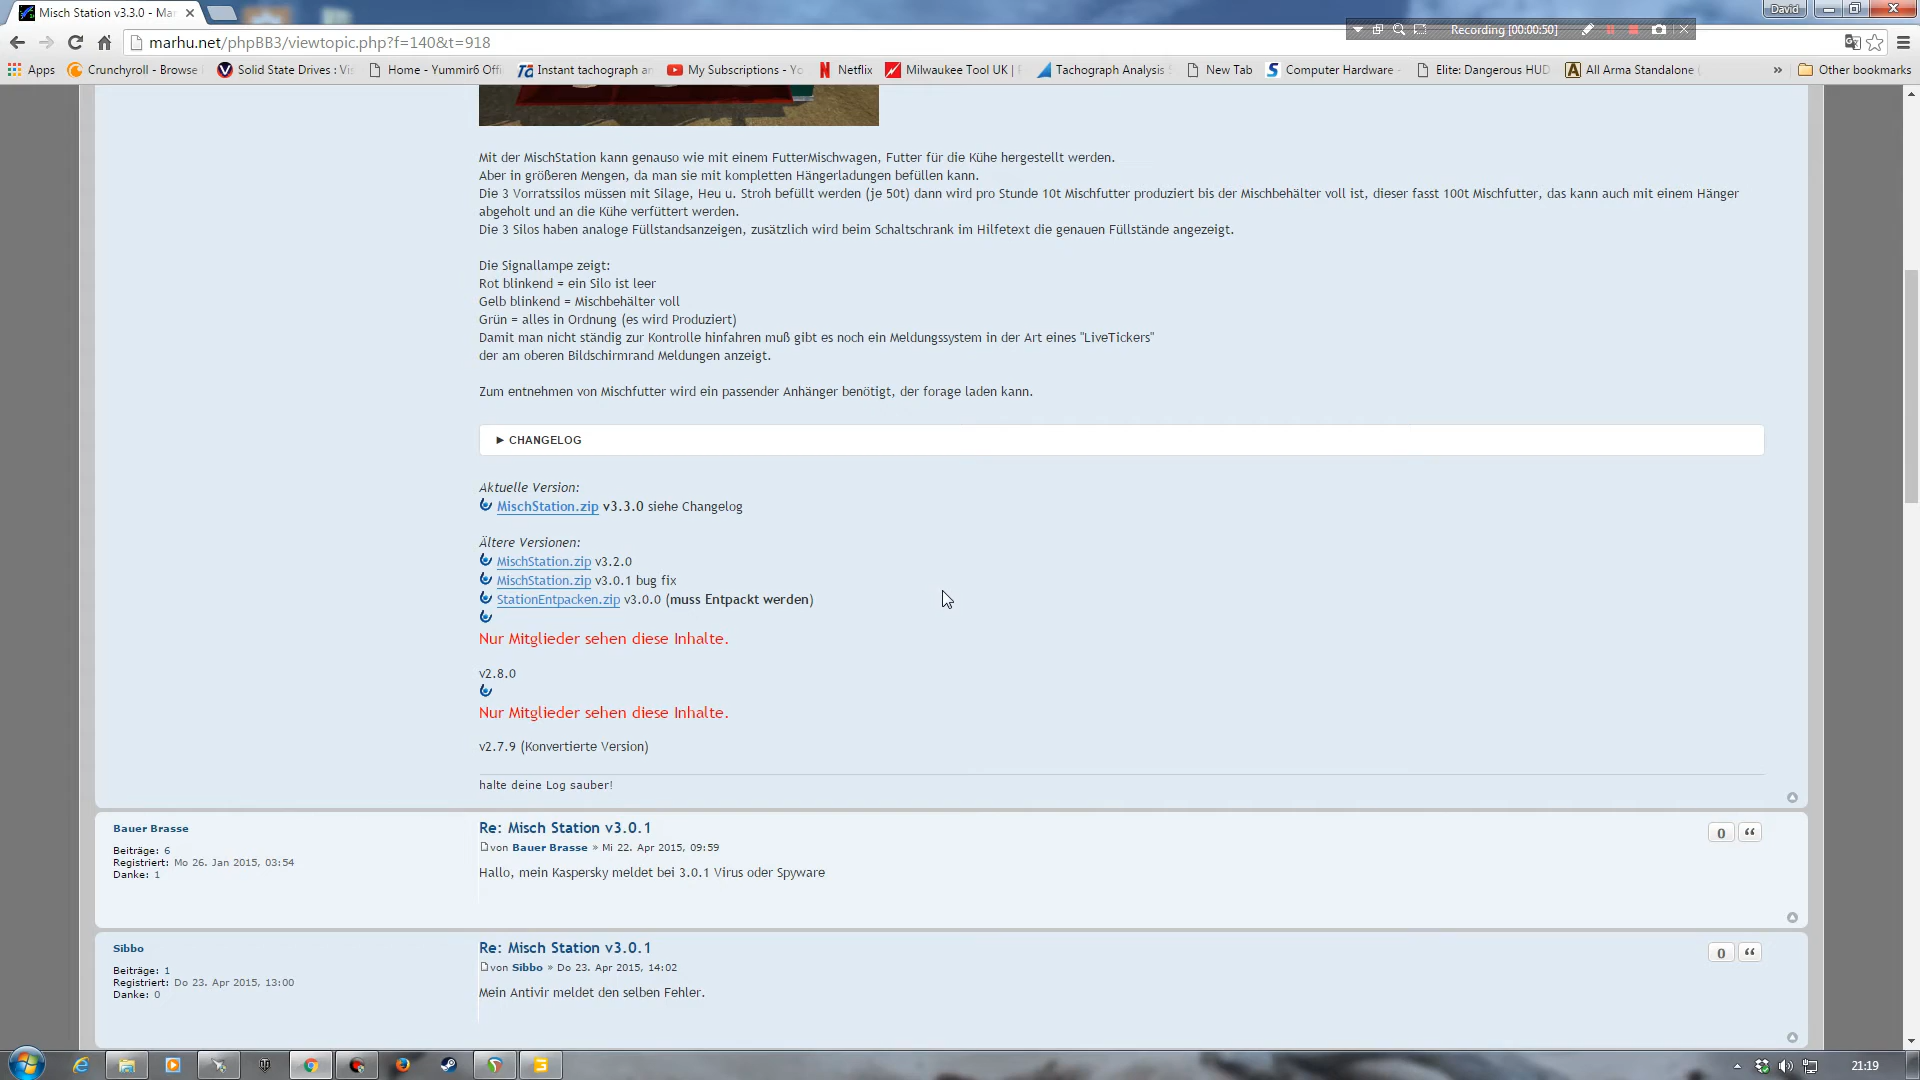 Misch Station v3.3.0 - Mar
David
marhu.net/phpBB3/viewtopic.php?f=140&t=918
Recording [00:00:50]
Apps
Crunchyroll - Browse
Solid State Drives : Vi
Home - Yummir6 Offi
Instant tachograph an
My Subscriptions - Yo
Netflix
Milwaukee Tool UK |
Tachograph Analysis
New Tab
Computer Hardware
Elite: Dangerous HUD
All Arma Standalone
»
Other bookmarks
Mit der MischStation kann genauso wie mit einem FutterMischwagen, Futter für die Kühe hergestellt werden.
Aber in größeren Mengen, da man sie mit kompletten Hängerladungen befüllen kann.
Die 3 Vorratssilos müssen mit Silage, Heu u. Stroh befüllt werden (je 50t) dann wird pro Stunde 10t Mischfutter produziert bis der Mischbehälter voll ist, dieser fasst 100t Mischfutter, das kann auch mit einem Hänger
abgeholt und an die Kühe verfüttert werden.
Die 3 Silos haben analoge Füllstandsanzeigen, zusätzlich wird beim Schaltschrank im Hilfetext die genauen Füllstände angezeigt.
Die Signallampe zeigt:
Rot blinkend = ein Silo ist leer
Gelb blinkend = Mischbehälter voll
Grün = alles in Ordnung (es wird Produziert)
Damit man nicht ständig zur Kontrolle hinfahren muß gibt es noch ein Meldungssystem in der Art eines "LiveTickers"
der am oberen Bildschirmrand Meldungen anzeigt.
Zum entnehmen von Mischfutter wird ein passender Anhänger benötigt, der forage laden kann.
► CHANGELOG
Aktuelle Version:
MischStation.zip v3.3.0 siehe Changelog
Ältere Versionen:
MischStation.zip v3.2.0
MischStation.zip v3.0.1 bug fix
StationEntpacken.zip v3.0.0 (muss Entpackt werden)
Nur Mitglieder sehen diese Inhalte.
v2.8.0
Nur Mitglieder sehen diese Inhalte.
v2.7.9 (Konvertierte Version)
halte deine Log sauber!
Bauer Brasse
Beiträge: 6
Registriert: Mo 26. Jan 2015, 03:54
Danke: 1
Re: Misch Station v3.0.1
von Bauer Brasse » Mi 22. Apr 2015, 09:59
Hallo, mein Kaspersky meldet bei 3.0.1 Virus oder Spyware
0
Sibbo
Beiträge: 1
Registriert: Do 23. Apr 2015, 13:00
Danke: 0
Re: Misch Station v3.0.1
von Sibbo » Do 23. Apr 2015, 14:02
Mein Antivir meldet den selben Fehler.
0
21:19